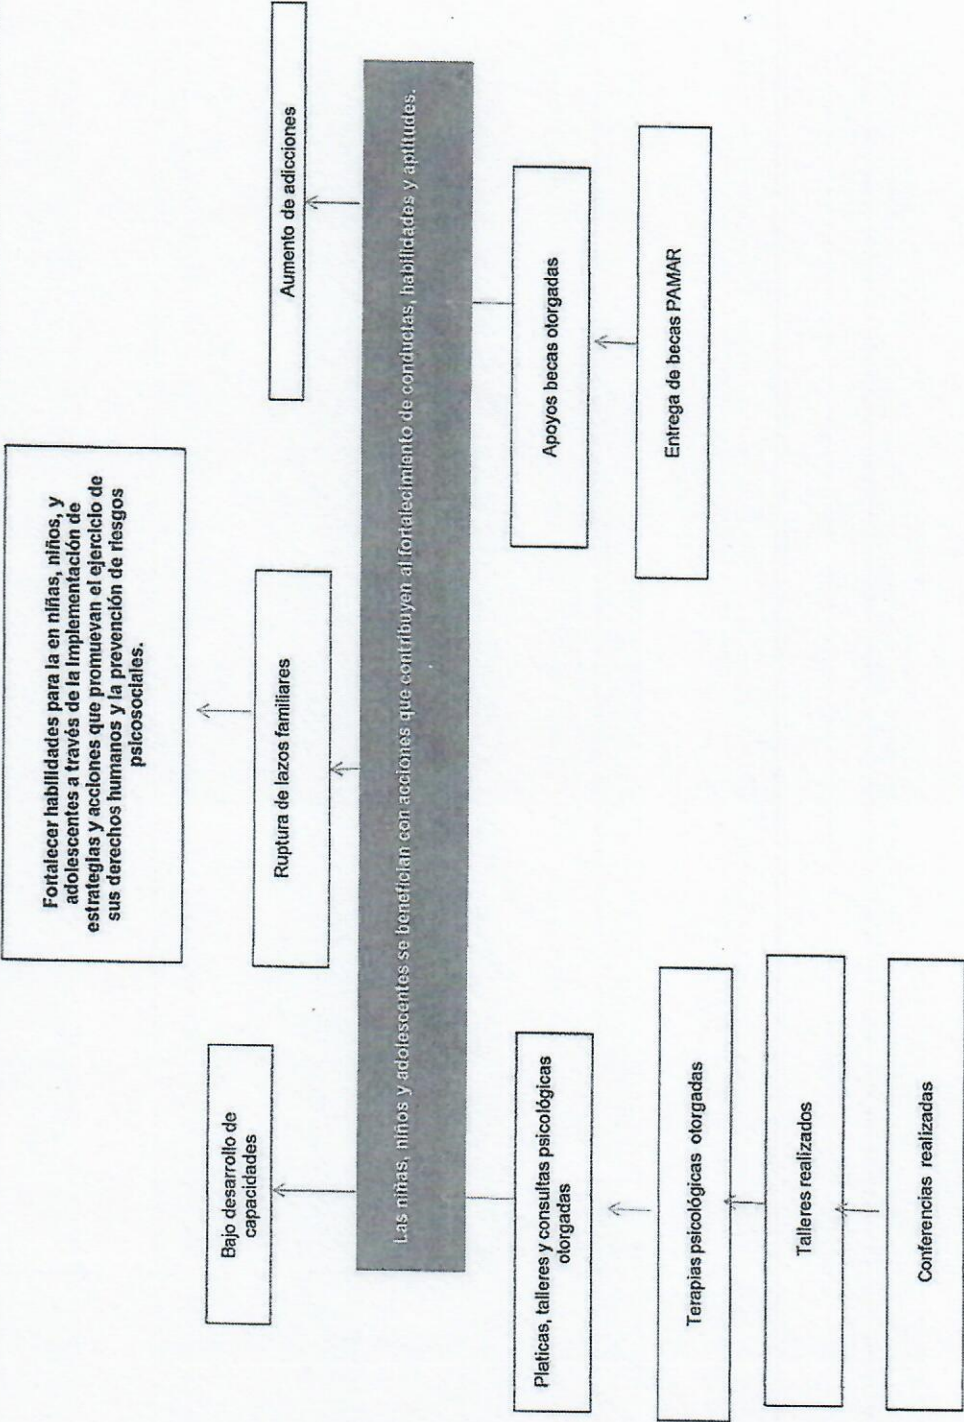 Fortalecer habilidades para la en niñas, niños, y
adolescentes a través de la Implementación de
estrategias y acciones que promuevan el ejercicio de
sus derechos humanos y la prevención de riesgos
psicosociales.
Bajo desarrollo de
capacidades
Ruptura de lazos familiares
Aumento de adicciones
Las niñas, niños y adolescentes se benefician con acciones que contribuyen al fortalecimiento de conductas, habilidades y aptitudes.
Platicas, talleres y consultas psicológicas
otorgadas
Apoyos becas otorgadas
Terapias psicológicas otorgadas
Entrega de becas PAMAR
Talleres realizados
Conferencias realizadas